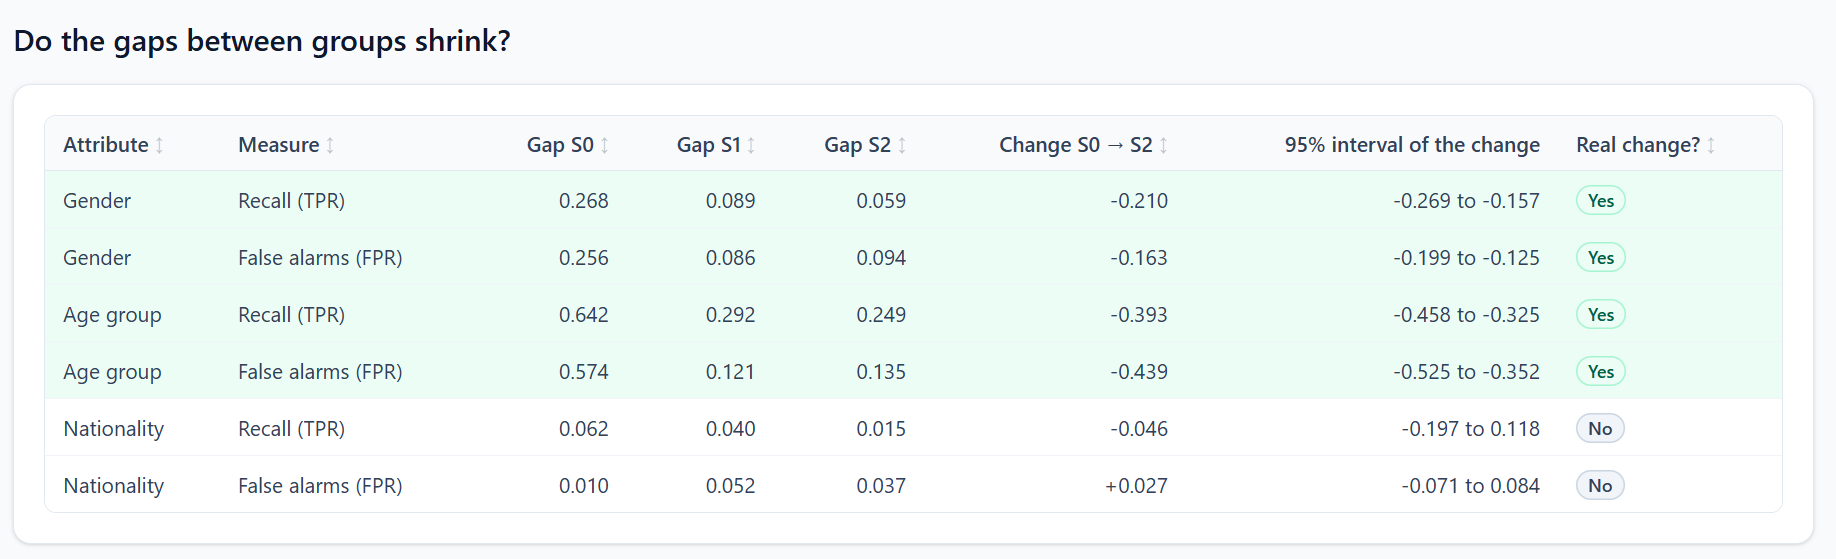 Do the gaps between groups shrink?
Attribute ↕ Measure ↕ Gap S0 ↕ Gap S1 ↕ Gap S2 ↕ Change S0 → S2 ↕ 95% interval of the change Real change? ↕
Gender Recall (TPR) 0.268 0.089 0.059 -0.210 -0.269 to -0.157 Yes
Gender False alarms (FPR) 0.256 0.086 0.094 -0.163 -0.199 to -0.125 Yes
Age group Recall (TPR) 0.642 0.292 0.249 -0.393 -0.458 to -0.325 Yes
Age group False alarms (FPR) 0.574 0.121 0.135 -0.439 -0.525 to -0.352 Yes
Nationality Recall (TPR) 0.062 0.040 0.015 -0.046 -0.197 to 0.118 No
Nationality False alarms (FPR) 0.010 0.052 0.037 +0.027 -0.071 to 0.084 No